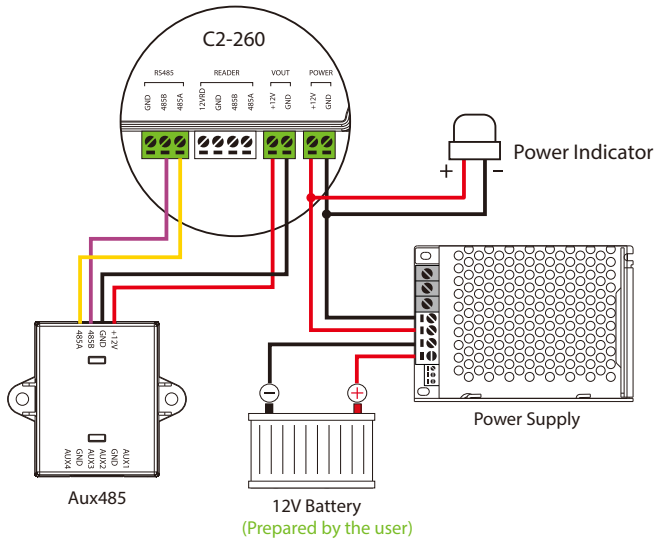 C2-260
RS485 READER VOUT POWER
GND 485B 485A 12VRD GND 485B 485A +12V GND +12V GND
Power Indicator
+ −
485A 485B GND +12V
AUX4 GND AUX3 AUX2 GND AUX1
Aux485
− +
12V Battery
(Prepared by the user)
Power Supply